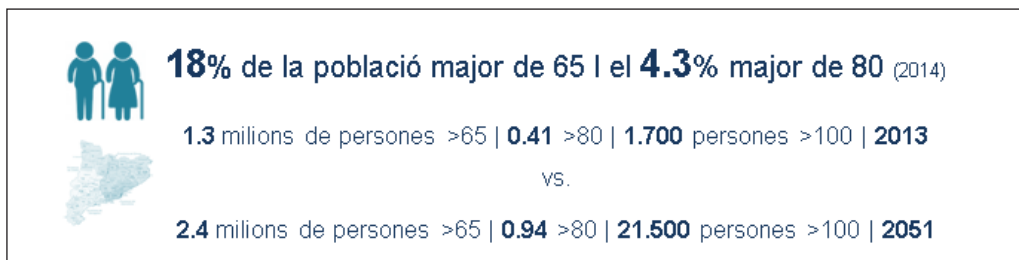 18% de la població major de 65 I el 4.3% major de 80 (2014)
1.3 milions de persones >65 | 0.41 >80 | 1.700 persones >100 | 2013
vs.
2.4 milions de persones >65 | 0.94 >80 | 21.500 persones >100 | 2051